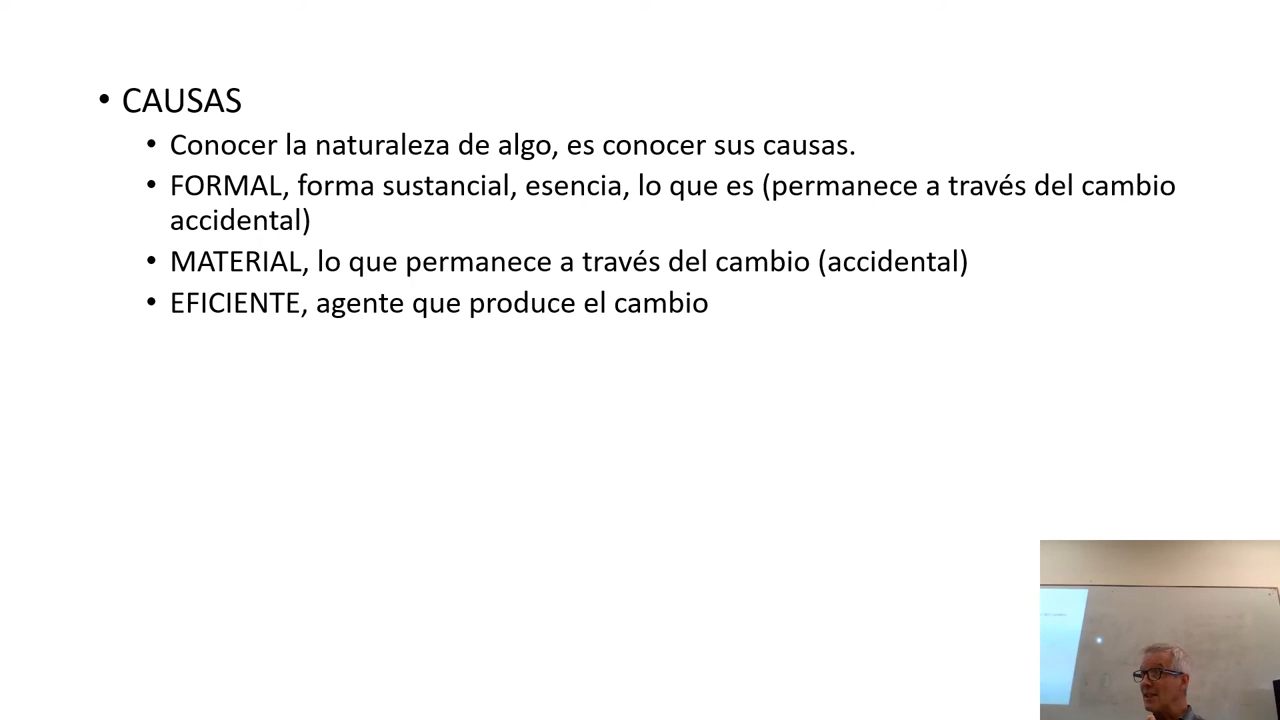 • CAUSAS
• Conocer la naturaleza de algo, es conocer sus causas.
• FORMAL, forma sustancial, esencia, lo que es (permanece a través del cambio
accidental)
• MATERIAL, lo que permanece a través del cambio (accidental)
• EFICIENTE, agente que produce el cambio